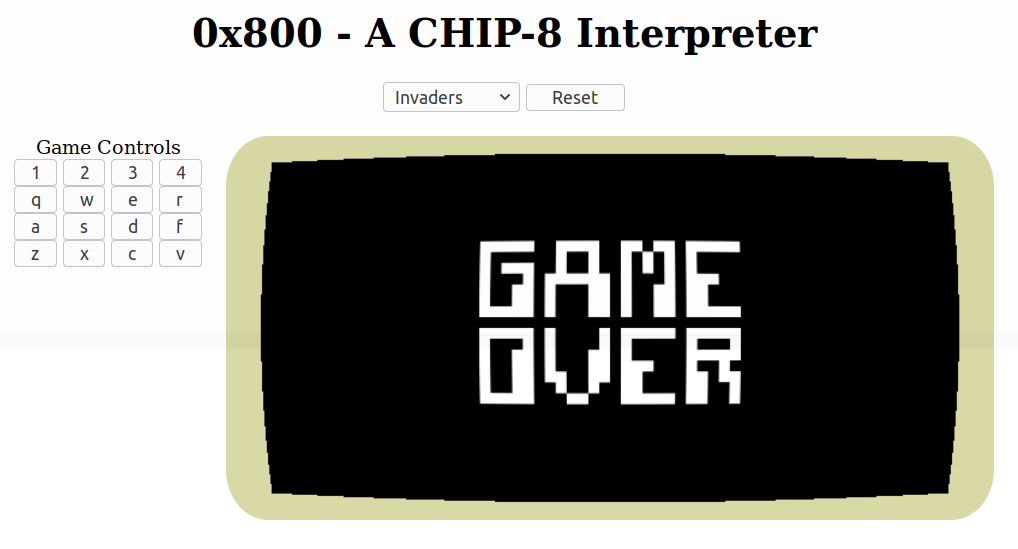 0x800 - A CHIP-8 Interpreter
Invaders Reset
Game Controls
1 2 3 4
q w e r
a s d f
z x c v
GAME
OVER